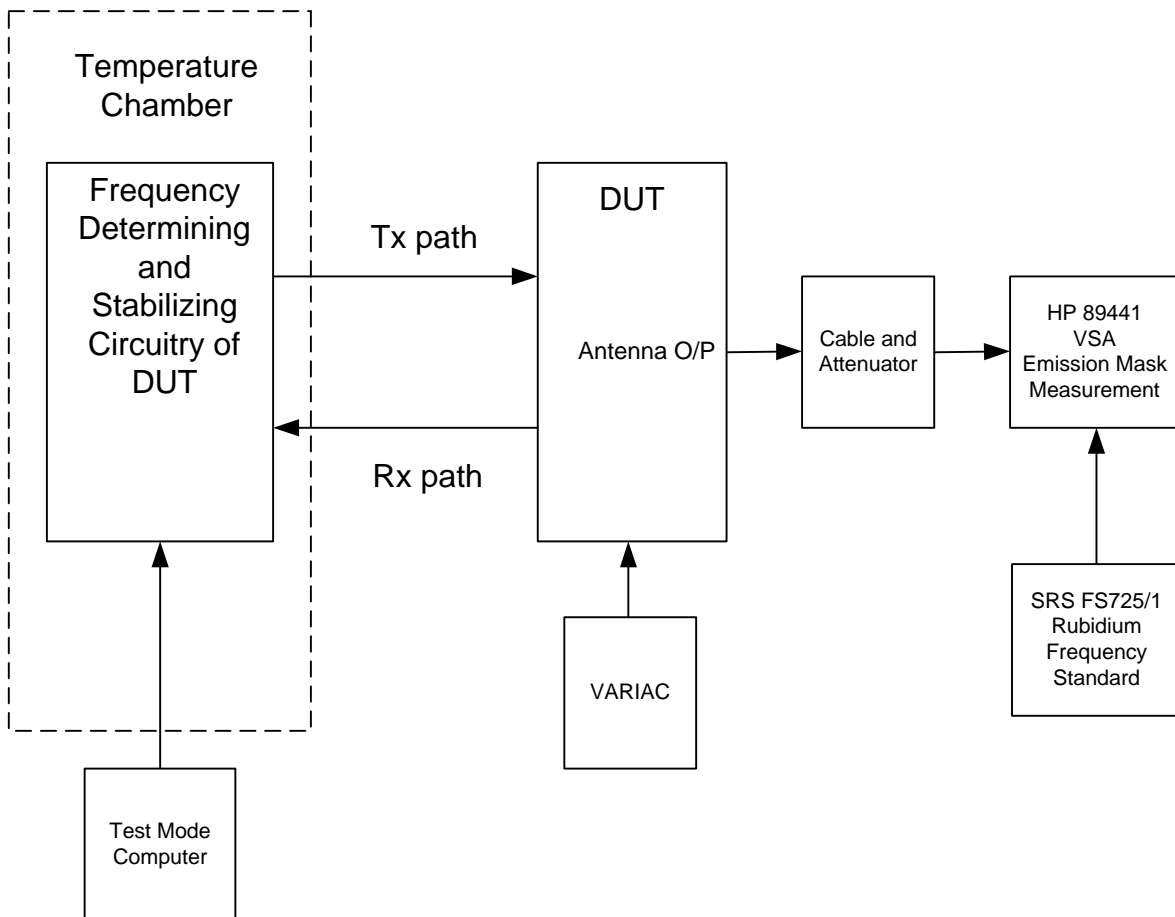 Temperature
Chamber
Frequency
Determining
and
Stabilizing
Circuitry of
DUT
Tx path
Rx path
DUT
Antenna O/P
Cable and
Attenuator
HP 89441
VSA
Emission Mask
Measurement
SRS FS725/1
Rubidium
Frequency
Standard
VARIAC
Test Mode
Computer